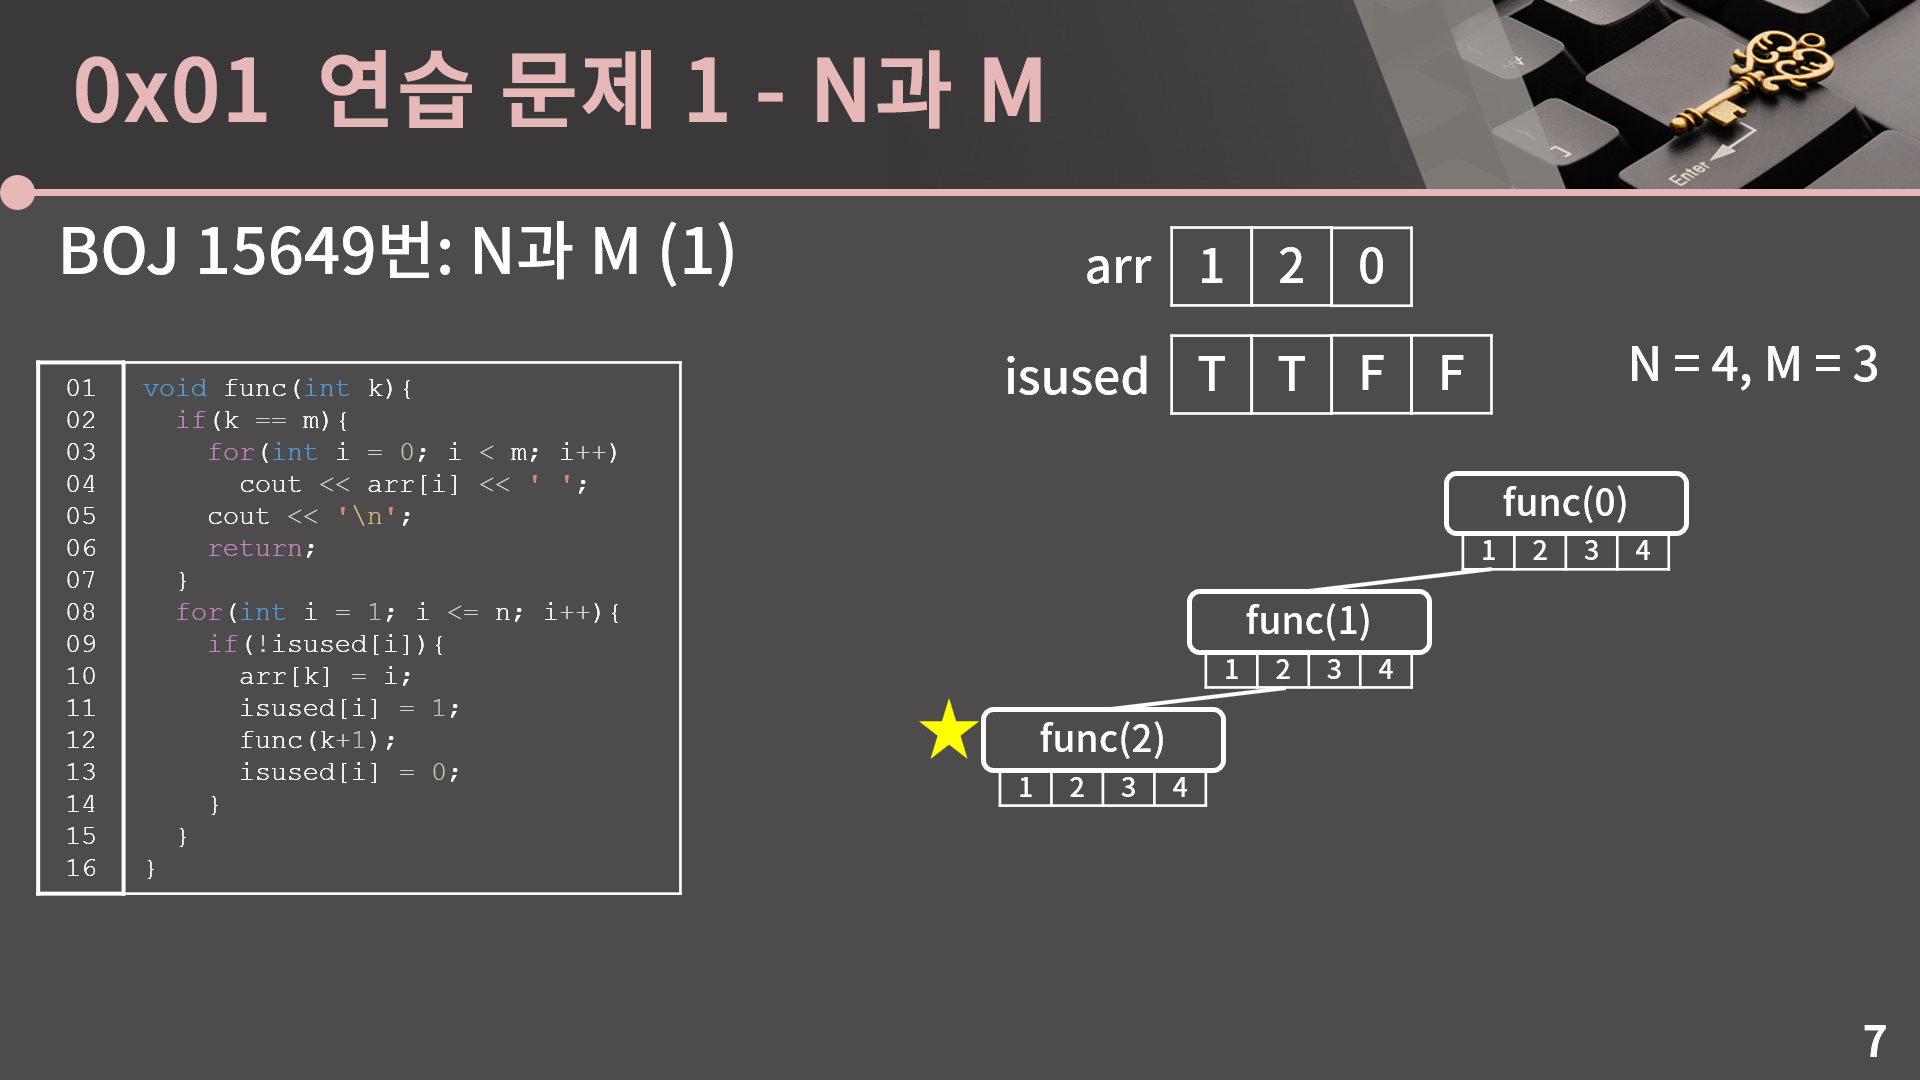 0x01 연습 문제 1 - N과 M
Enter
BOJ 15649번: N과 M (1)
arr 1 2 0
isused T T F F
N = 4, M = 3
01 void func(int k){
02   if(k == m){
03     for(int i = 0; i < m; i++)
04       cout << arr[i] << ' ';
05     cout << '\n';
06     return;
07   }
08   for(int i = 1; i <= n; i++){
09     if(!isused[i]){
10       arr[k] = i;
11       isused[i] = 1;
12       func(k+1);
13       isused[i] = 0;
14     }
15   }
16 }
func(0)
1 2 3 4
func(1)
1 2 3 4
func(2)
1 2 3 4
7